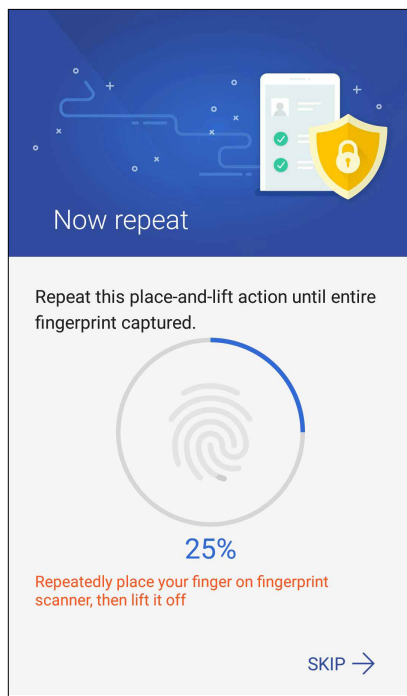 Now repeat
Repeat this place-and-lift action until entire
fingerprint captured.
25%
Repeatedly place your finger on fingerprint
scanner, then lift it off
SKIP